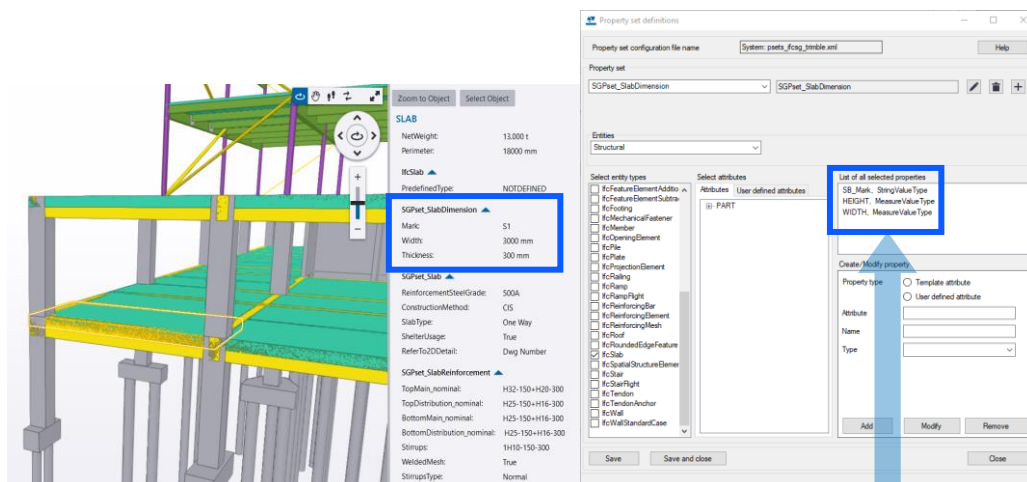 Zoom to Object
Select Object
SLAB
NetWeight: 13.000 t
Perimeter: 18000 mm
IfcSlab
PredefinedType: NOTDEFINED
SGPset_SlabDimension
Mark: S1
Width: 3000 mm
Thickness: 300 mm
SGPset_Slab
ReinforcementSteelGrade: 500A
ConstructionMethod: CIS
SlabType: One Way
ShelterUsage: True
ReferTo2DDetail: Dwg Number
SGPset_SlabReinforcement
TopMain_nominal: H32-150+H20-300
TopDistribution_nominal: H25-150+H16-300
BottomMain_nominal: H25-150+H16-300
BottomDistribution_nominal: H25-150+H16-300
Stirrups: 1H10-150-300
WeldedMesh: True
StirrupsType: Normal
Property set definitions
Property set configuration file name
System: psets_ifcsg_trimble.xml
Help
Property set
SGPset_SlabDimension
SGPset_SlabDimension
Entities
Structural
Select entity types
IfcFeatureElementAdditio
IfcFeatureElementSubtra
IfcFooting
IfcMechanicalFastener
IfcMember
IfcOpeningElement
IfcPile
IfcPlate
IfcProjectionElement
IfcRailing
IfcRamp
IfcRampFlight
IfcReinforcingBar
IfcReinforcingElement
IfcReinforcingMesh
IfcRoof
IfcRoundedEdgeFeature
IfcSlab
IfcSpatialStructureElemer
IfcStair
IfcStairFlight
IfcTendon
IfcTendonAnchor
IfcWall
IfcWallStandardCase
Select attributes
Attributes
User defined attributes
PART
List of all selected properties
SB_Mark, StringValueType
HEIGHT, MeasureValueType
WIDTH, MeasureValueType
Create/Modify property
Property type
Template attribute
User defined attribute
Attribute
Name
Type
Add
Modify
Remove
Save
Save and close
Close